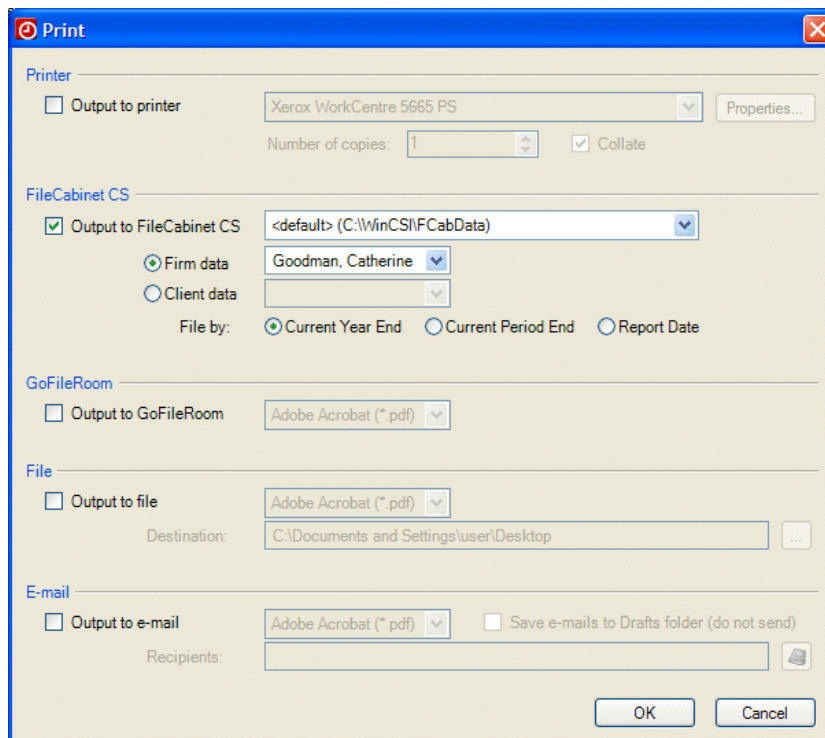 Print
Printer
Output to printer Xerox WorkCentre 5665 PS Properties...
Number of copies: 1 Collate
FileCabinet CS
Output to FileCabinet CS <default> (C:\WinCSI\FCabData)
Firm data Goodman, Catherine
Client data
File by: Current Year End Current Period End Report Date
GoFileRoom
Output to GoFileRoom Adobe Acrobat (*.pdf)
File
Output to file Adobe Acrobat (*.pdf)
Destination: C:\Documents and Settings\user\Desktop ...
E-mail
Output to e-mail Adobe Acrobat (*.pdf) Save e-mails to Drafts folder (do not send)
Recipients:
OK Cancel